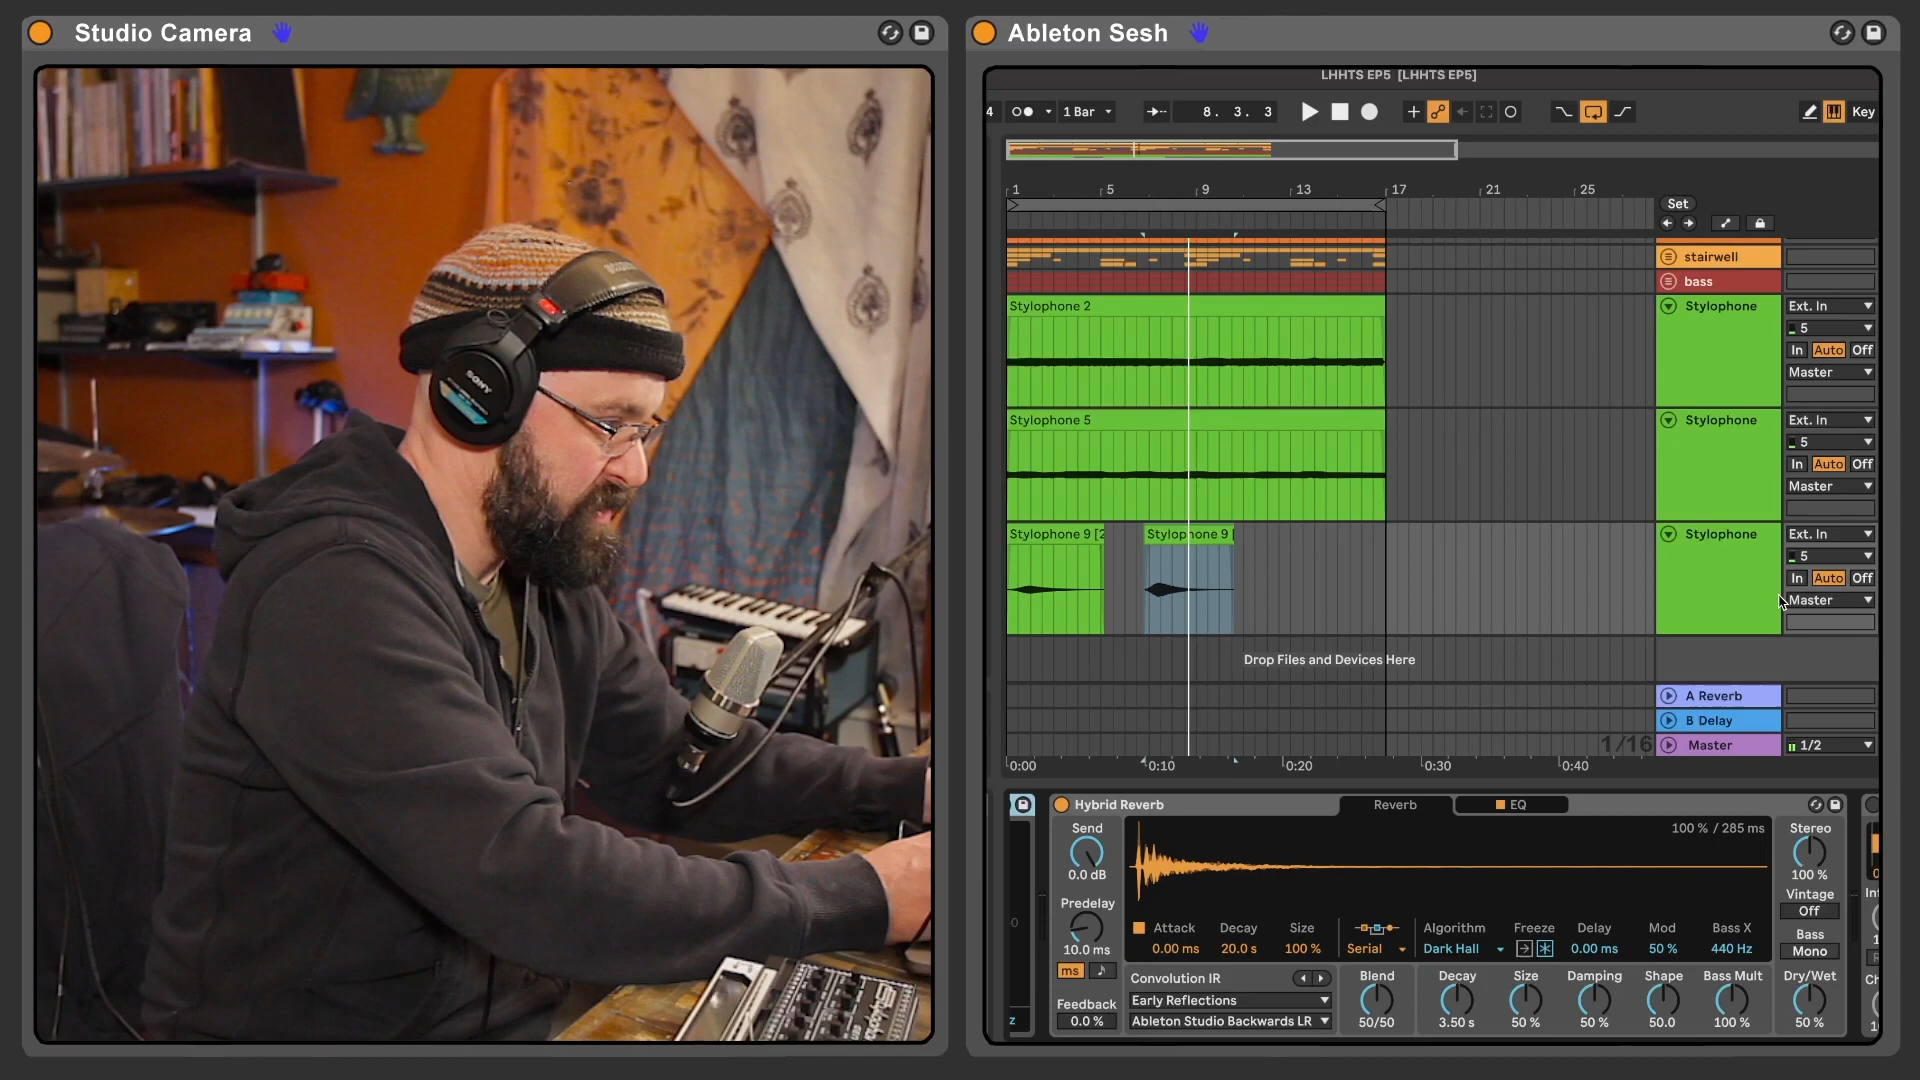 Studio Camera
Ableton Sesh
SONY
LHHTS EP5 [LHHTS EP5]
4
1 Bar
8. 3. 3
Key
1
5
9
13
17
21
25
Set
stairwell
bass
Stylophone 2
Stylophone
Ext. In
5
In Auto Off
Master
Stylophone 5
Stylophone
Ext. In
5
In Auto Off
Master
Stylophone 9 [2
Stylophone 9 [
Stylophone
Ext. In
5
In Auto Off
Master
Drop Files and Devices Here
A Reverb
B Delay
1/16
Master
1/2
0:00
0:10
0:20
0:30
0:40
Hybrid Reverb
Reverb
EQ
Send
0.0 dB
100 % / 285 ms
Stereo
100 %
Predelay
10.0 ms
ms
Feedback
0.0 %
Attack
0.00 ms
Decay
20.0 s
Size
100 %
Serial
Algorithm
Dark Hall
Freeze
Delay
0.00 ms
Mod
50 %
Bass X
440 Hz
Vintage
Off
Bass
Mono
Convolution IR
Early Reflections
Ableton Studio Backwards LR
Blend
50/50
Decay
3.50 s
Size
50 %
Damping
50 %
Shape
50.0
Bass Mult
100 %
Dry/Wet
50 %
z